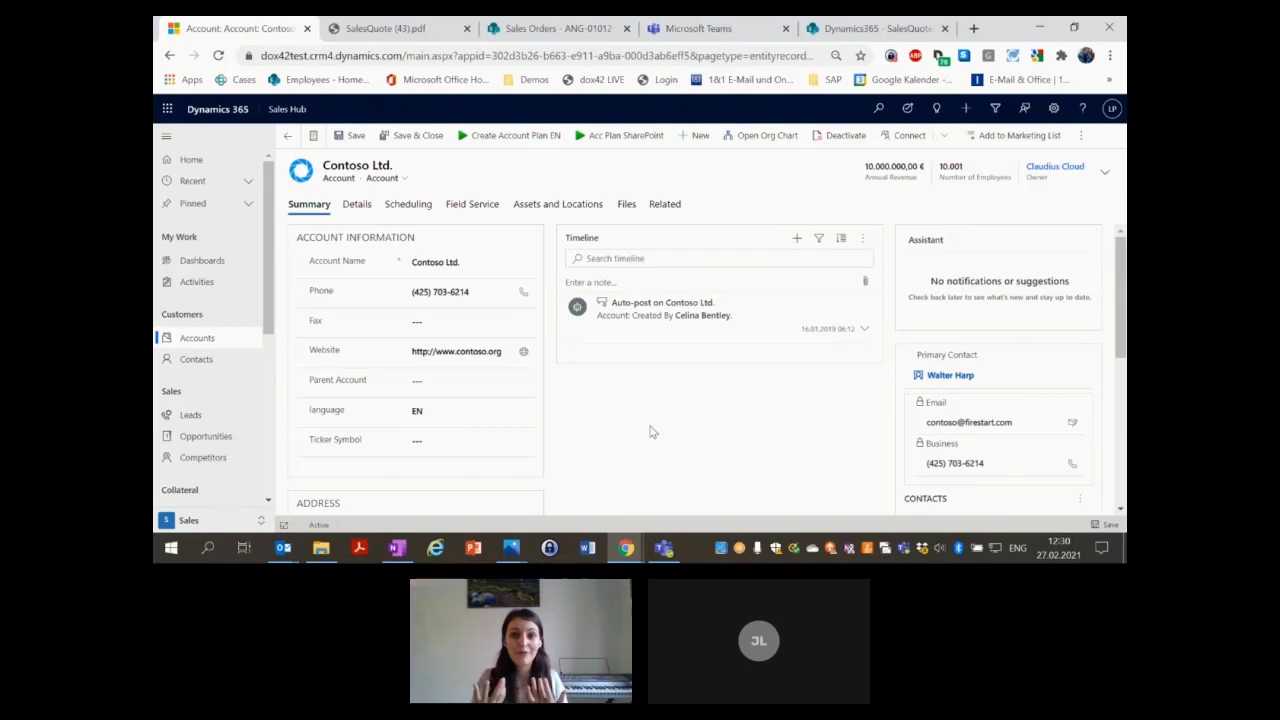 Account: Account: Contoso
SalesQuote (43).pdf
Sales Orders - ANG-01012
Microsoft Teams
Dynamics365 - SalesQuote
dox42test.crm4.dynamics.com/main.aspx?appid=302d3b26-b663-e911-a9ba-000d3ab6eff5&pagetype=entityrecord...
ABP
78
Apps
Cases
Employees - Home...
Microsoft Office Ho...
Demos
dox42 LIVE
Login
1&1 E-Mail und On...
SAP
Google Kalender -...
E-Mail & Office | 1...
»
Dynamics 365
Sales Hub
LP
Save
Save & Close
Create Account Plan EN
Acc Plan SharePoint
New
Open Org Chart
Deactivate
Connect
Add to Marketing List
Home
Recent
Pinned
My Work
Dashboards
Activities
Customers
Accounts
Contacts
Sales
Leads
Opportunities
Competitors
Collateral
S Sales
Contoso Ltd.
Account · Account
10.000.000,00 €
Annual Revenue
10.001
Number of Employees
Claudius Cloud
Owner
Summary
Details
Scheduling
Field Service
Assets and Locations
Files
Related
ACCOUNT INFORMATION
Account Name * Contoso Ltd.
Phone (425) 703-6214
Fax ---
Website http://www.contoso.org
Parent Account ---
language EN
Ticker Symbol ---
ADDRESS
Timeline
Search timeline
Enter a note...
Auto-post on Contoso Ltd.
Account: Created By Celina Bentley.
16.01.2019 06:12
Assistant
No notifications or suggestions
Check back later to see what's new and stay up to date.
Primary Contact
Walter Harp
Email
contoso@firestart.com
Business
(425) 703-6214
CONTACTS
Active
Save
ENG
12:30
27.02.2021
JL